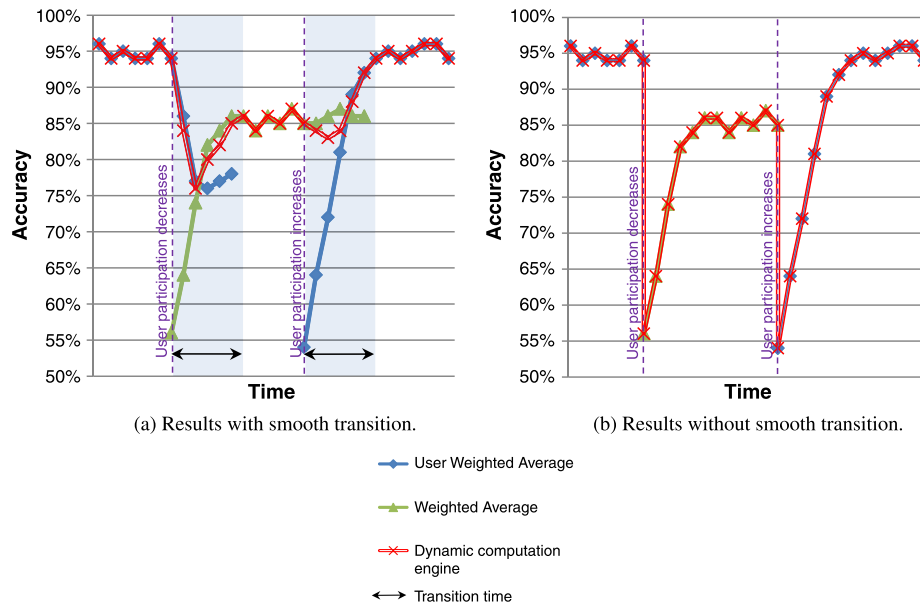 100%
95%
90%
85%
80%
75%
70%
65%
60%
55%
50%
Accuracy
User participation decreases
User participation increases
Time
(a) Results with smooth transition.
100%
95%
90%
85%
80%
75%
70%
65%
60%
55%
50%
Accuracy
User participation decreases
User participation increases
Time
(b) Results without smooth transition.
User Weighted Average
Weighted Average
Dynamic computation
engine
Transition time